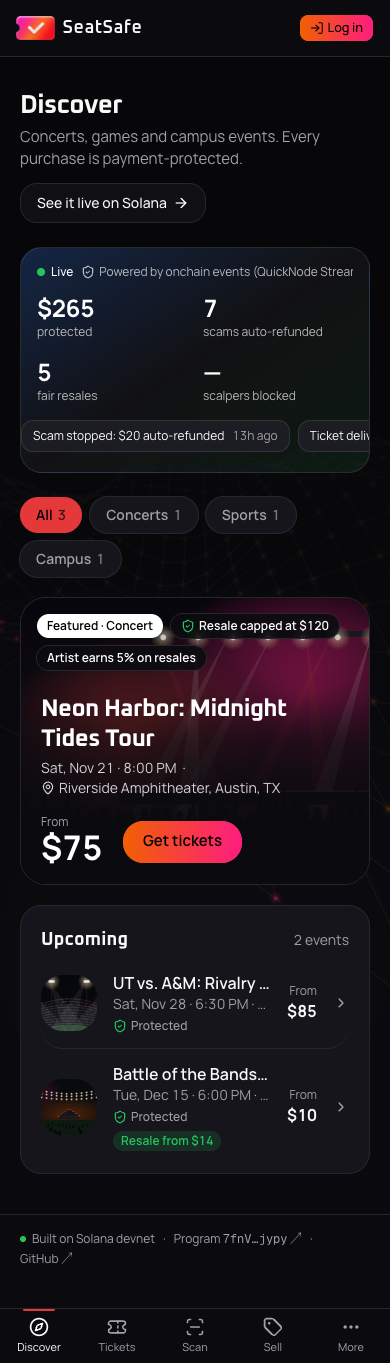 SeatSafe
Log in
Discover
Concerts, games and campus events. Every
purchase is payment-protected.
See it live on Solana →
Live Powered by onchain events (QuickNode Strear
$265
protected
7
scams auto-refunded
5
fair resales
—
scalpers blocked
Scam stopped: $20 auto-refunded 13h ago
Ticket deliv
All 3
Concerts 1
Sports 1
Campus 1
Featured · Concert
Resale capped at $120
Artist earns 5% on resales
Neon Harbor: Midnight
Tides Tour
Sat, Nov 21 · 8:00 PM ·
Riverside Amphitheater, Austin, TX
From
$75
Get tickets
Upcoming
2 events
UT vs. A&M: Rivalry ...
Sat, Nov 28 · 6:30 PM · ...
Protected
From
$85
Battle of the Bands...
Tue, Dec 15 · 6:00 PM · ...
Protected
Resale from $14
From
$10
Built on Solana devnet · Program 7fnV…jypy ↗ ·
GitHub ↗
Discover
Tickets
Scan
Sell
More